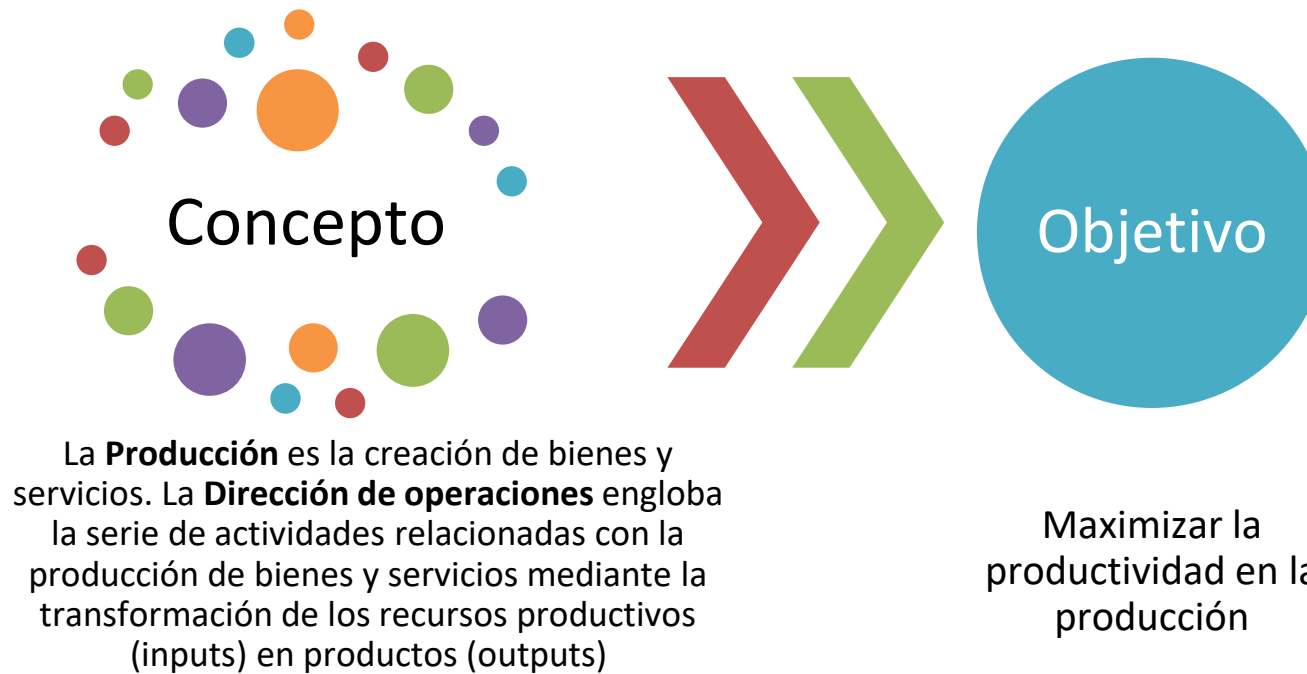 Concepto
Objetivo
La Producción es la creación de bienes y
servicios. La Dirección de operaciones engloba
la serie de actividades relacionadas con la
producción de bienes y servicios mediante la
transformación de los recursos productivos
(inputs) en productos (outputs)
Maximizar la
productividad en la
producción